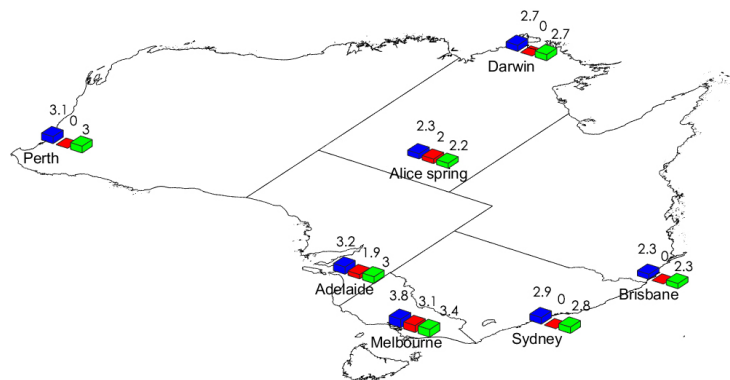 2.7 0 2.7
Darwin
3.1 0 3
Perth
2.3 2 2.2
Alice spring
3.2 1.9 3
Adelaide
2.3 0 2.3
Brisbane
3.8 3.1 3.4
Melbourne
2.9 0 2.8
Sydney